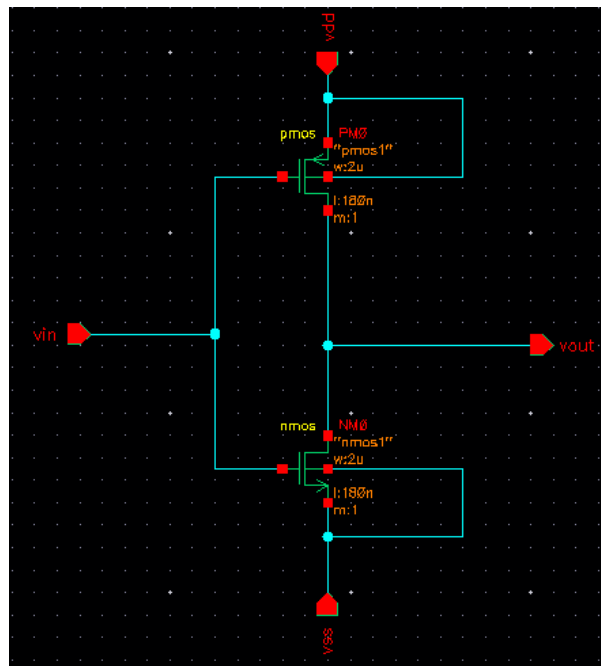 vdd
pmos PM0
"pmos1"
w:2u
l:180n
m:1
vin
vout
nmos NM0
"nmos1"
w:2u
l:180n
m:1
vss